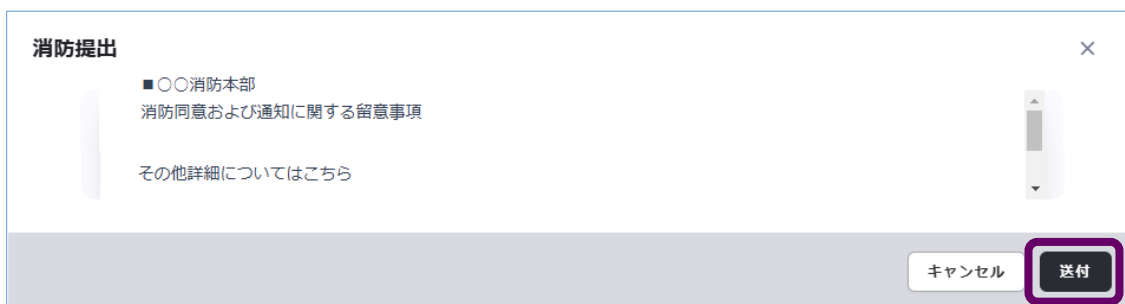 消防提出
■○○消防本部
消防同意および通知に関する留意事項
その他詳細についてはこちら
キャンセル
送付